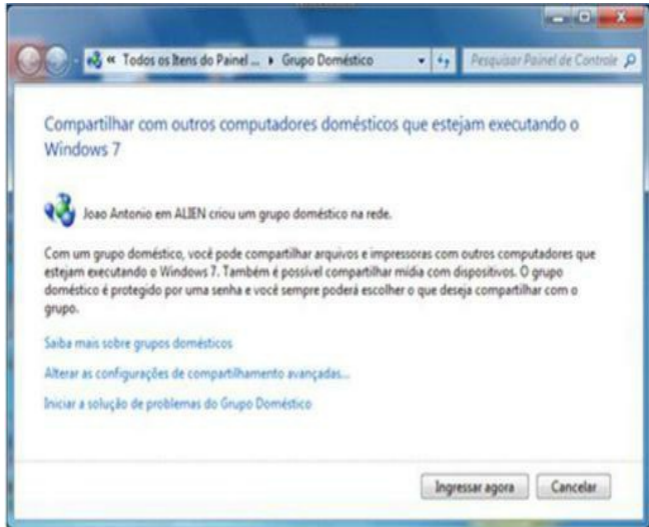 « Todos os Itens do Painel ... ▸ Grupo Doméstico
Pesquisar Painel de Controle
Compartilhar com outros computadores domésticos que estejam executando o
Windows 7
Joao Antonio em ALIEN criou um grupo doméstico na rede.
Com um grupo doméstico, você pode compartilhar arquivos e impressoras com outros computadores que
estejam executando o Windows 7. Também é possível compartilhar mídia com dispositivos. O grupo
doméstico é protegido por uma senha e você sempre poderá escolher o que deseja compartilhar com o
grupo.
Saiba mais sobre grupos domésticos
Alterar as configurações de compartilhamento avançadas...
Iniciar a solução de problemas do Grupo Doméstico
Ingressar agora
Cancelar